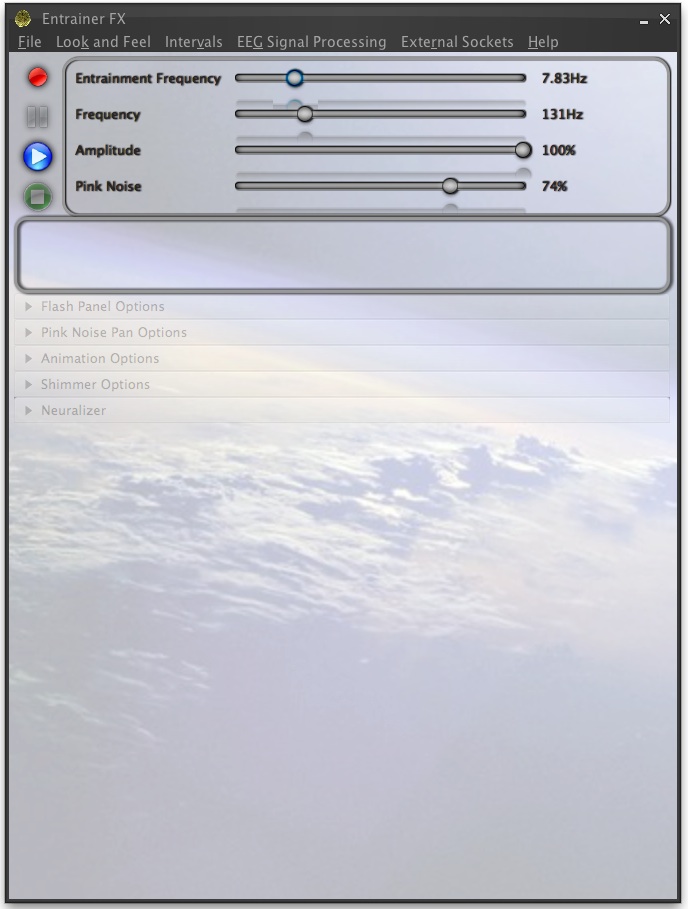 Entrainer FX
File Look and Feel Intervals EEG Signal Processing External Sockets Help
Entrainment Frequency 7.83Hz
Frequency 131Hz
Amplitude 100%
Pink Noise 74%
Flash Panel Options
Pink Noise Pan Options
Animation Options
Shimmer Options
Neuralizer